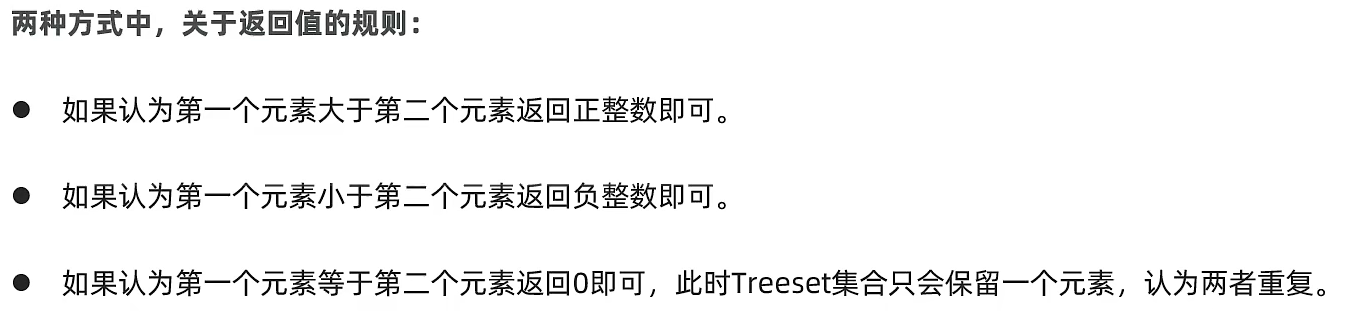 两种方式中，关于返回值的规则：
● 如果认为第一个元素大于第二个元素返回正整数即可。
● 如果认为第一个元素小于第二个元素返回负整数即可。
● 如果认为第一个元素等于第二个元素返回0即可，此时Treeset集合只会保留一个元素，认为两者重复。